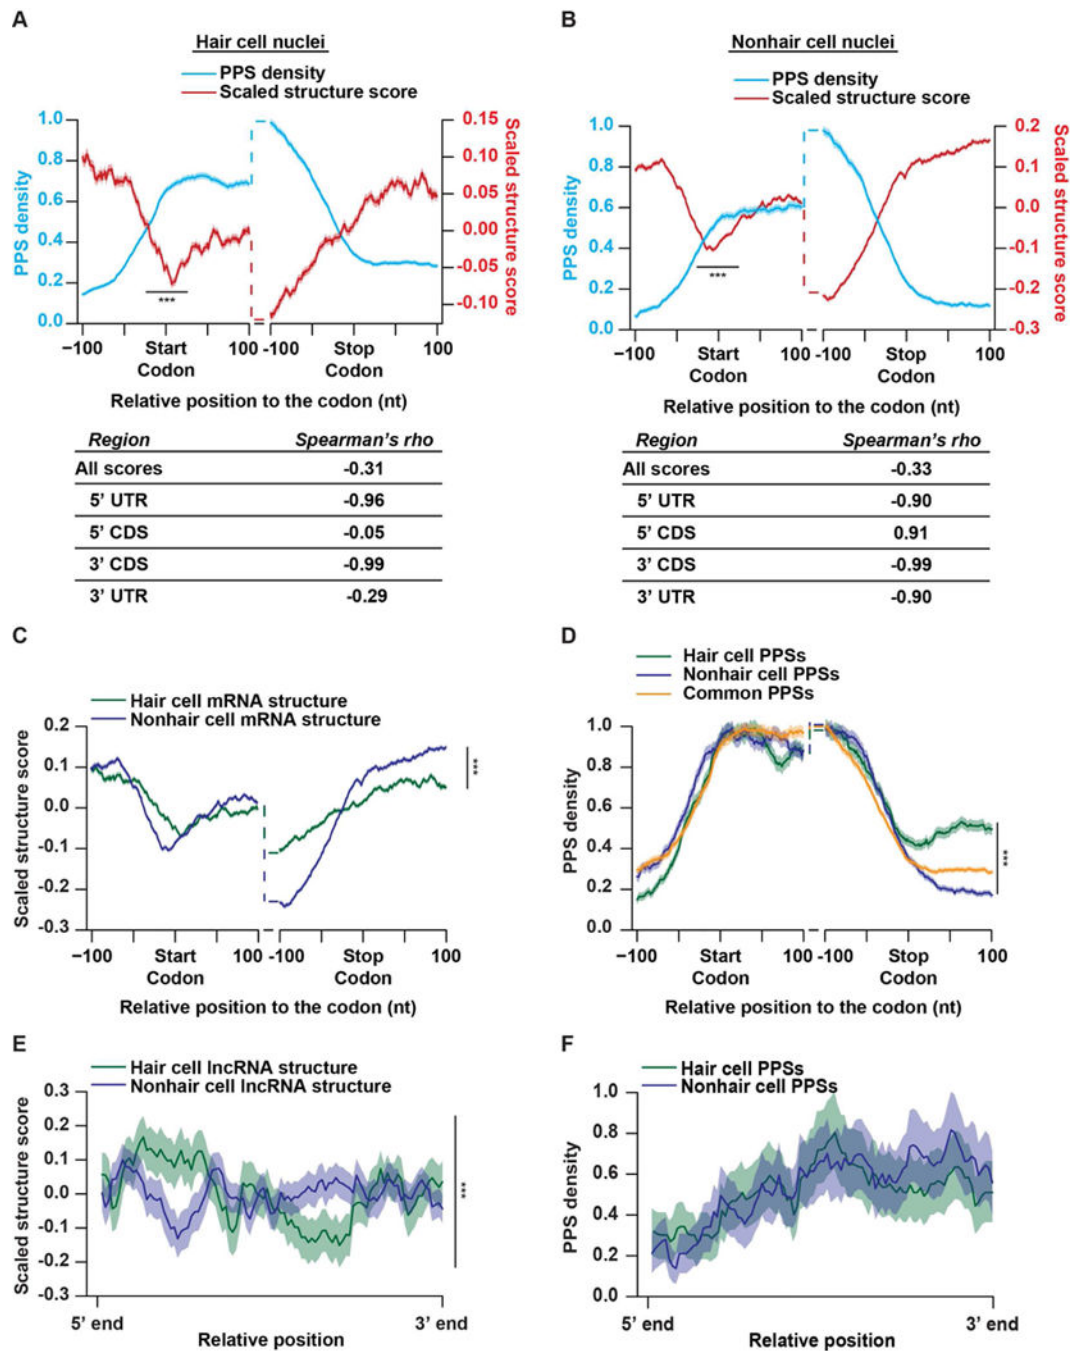 A
Hair cell nuclei
PPS density
Scaled structure score
1.0
0.8
0.6
0.4
0.2
0.0
PPS density
0.15
0.10
0.05
0.00
-0.05
-0.10
Scaled structure score
***
−100
Start
Codon
100
-100
Stop
Codon
100
Relative position to the codon (nt)
Region Spearman's rho
All scores -0.31
5' UTR -0.96
5' CDS -0.05
3' CDS -0.99
3' UTR -0.29
B
Nonhair cell nuclei
PPS density
Scaled structure score
1.0
0.8
0.6
0.4
0.2
0.0
PPS density
0.2
0.1
0.0
-0.1
-0.2
-0.3
Scaled structure score
***
−100
Start
Codon
100
-100
Stop
Codon
100
Relative position to the codon (nt)
Region Spearman's rho
All scores -0.33
5' UTR -0.90
5' CDS 0.91
3' CDS -0.99
3' UTR -0.90
C
Hair cell mRNA structure
Nonhair cell mRNA structure
0.2
0.1
0.0
-0.1
-0.2
-0.3
Scaled structure score
***
−100
Start
Codon
100
-100
Stop
Codon
100
Relative position to the codon (nt)
D
Hair cell PPSs
Nonhair cell PPSs
Common PPSs
1.0
0.8
0.6
0.4
0.2
0.0
PPS density
***
−100
Start
Codon
100
-100
Stop
Codon
100
Relative position to the codon (nt)
E
Hair cell lncRNA structure
Nonhair cell lncRNA structure
0.3
0.2
0.1
0.0
-0.1
-0.2
-0.3
Scaled structure score
***
5' end
3' end
Relative position
F
Hair cell PPSs
Nonhair cell PPSs
1.0
0.8
0.6
0.4
0.2
0.0
PPS density
5' end
3' end
Relative position